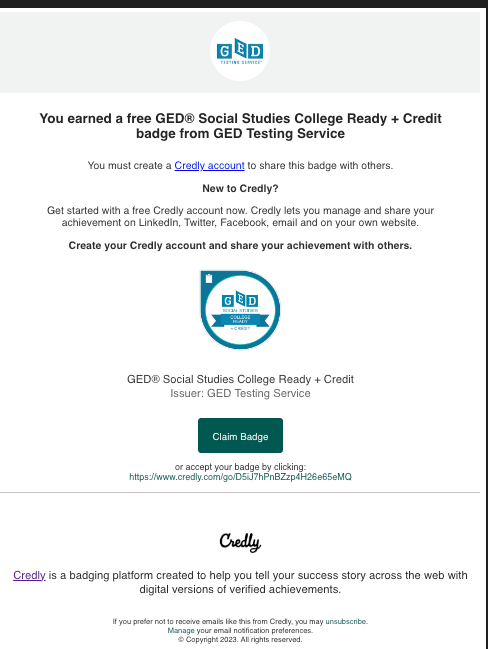 GED
TESTING SERVICE
You earned a free GED® Social Studies College Ready + Credit
badge from GED Testing Service
You must create a Credly account to share this badge with others.
New to Credly?
Get started with a free Credly account now. Credly lets you manage and share your
achievement on LinkedIn, Twitter, Facebook, email and on your own website.
Create your Credly account and share your achievement with others.
GED
SOCIAL STUDIES
COLLEGE
READY
+ CREDIT
GED® Social Studies College Ready + Credit
Issuer: GED Testing Service
Claim Badge
or accept your badge by clicking:
https://www.credly.com/go/D5iJ7hPnBZzp4H26e65eMQ
Credly
Credly is a badging platform created to help you tell your success story across the web with
digital versions of verified achievements.
If you prefer not to receive emails like this from Credly, you may unsubscribe.
Manage your email notification preferences.
© Copyright 2023. All rights reserved.